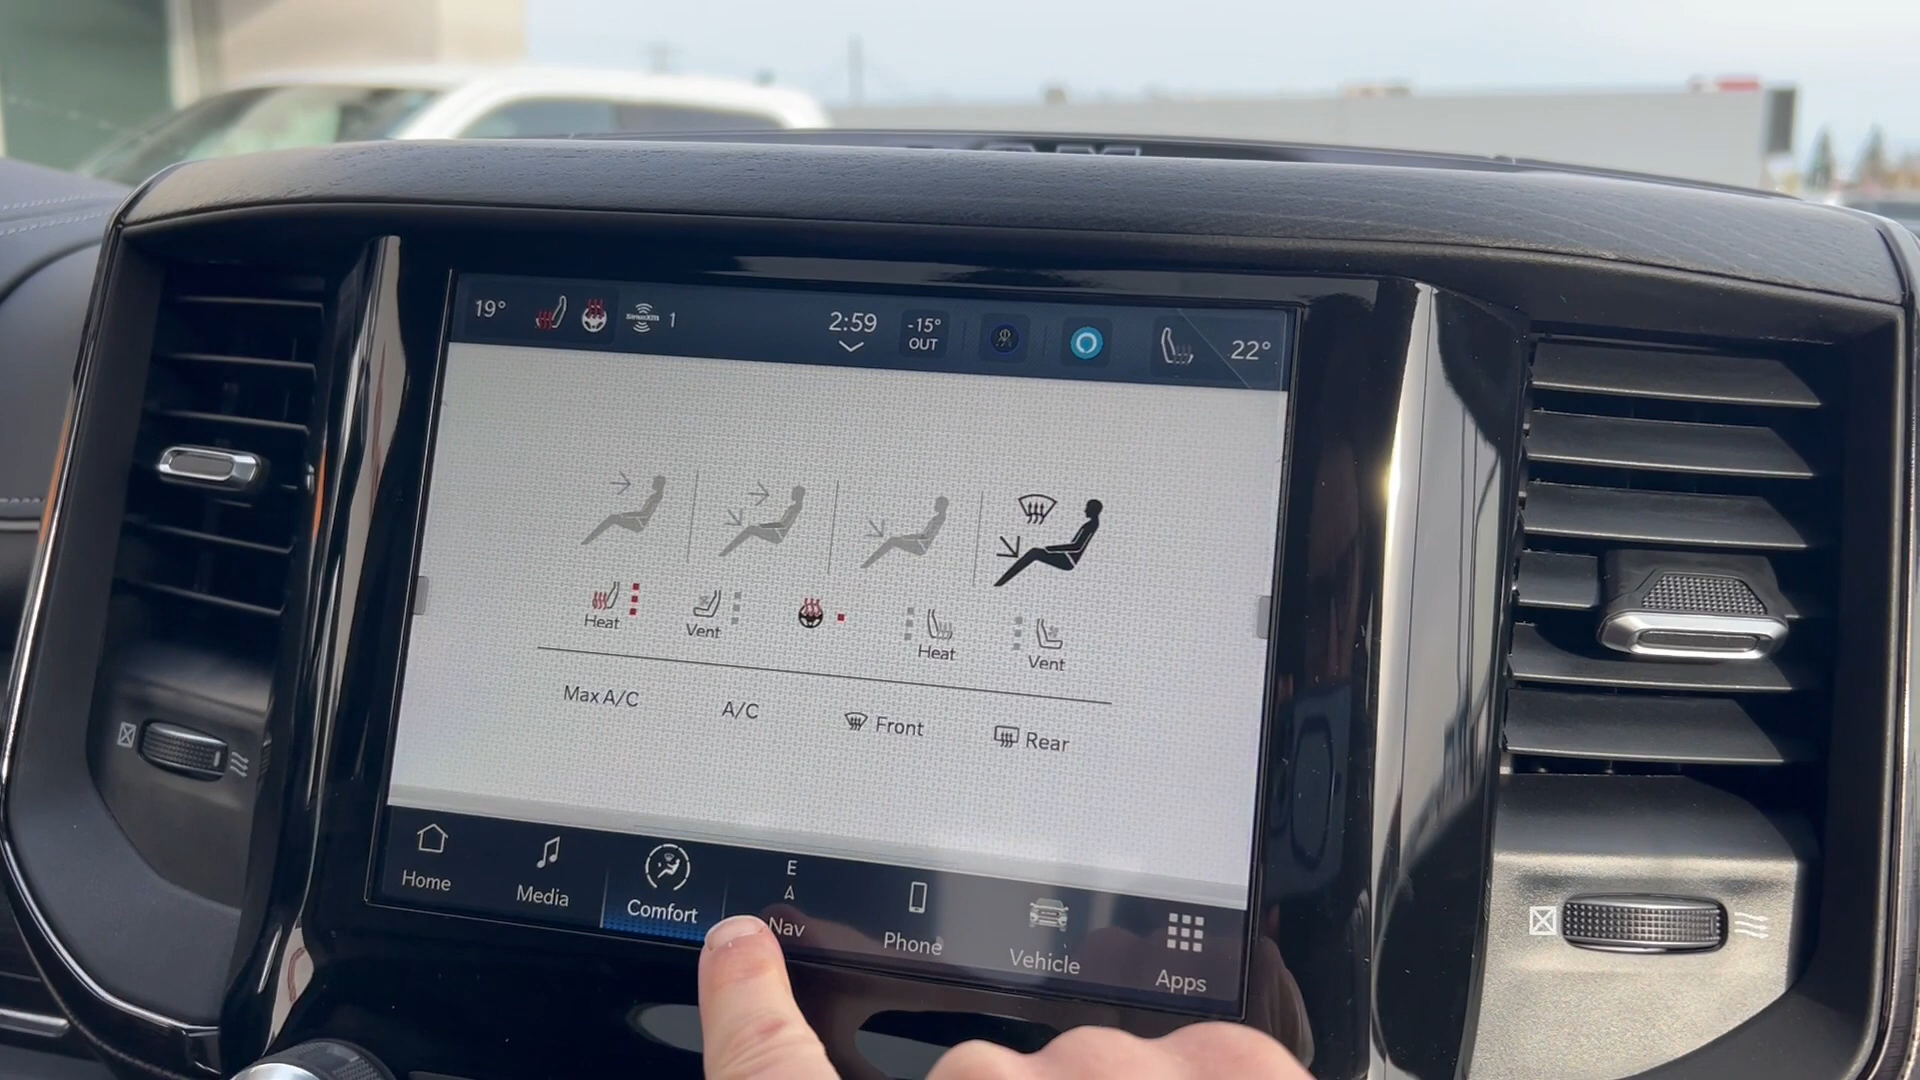 19° SiriusXM 1 2:59 -15° OUT 22°
Heat Vent Heat Vent
Max A/C A/C Front Rear
E
Home Media Comfort Nav Phone Vehicle Apps